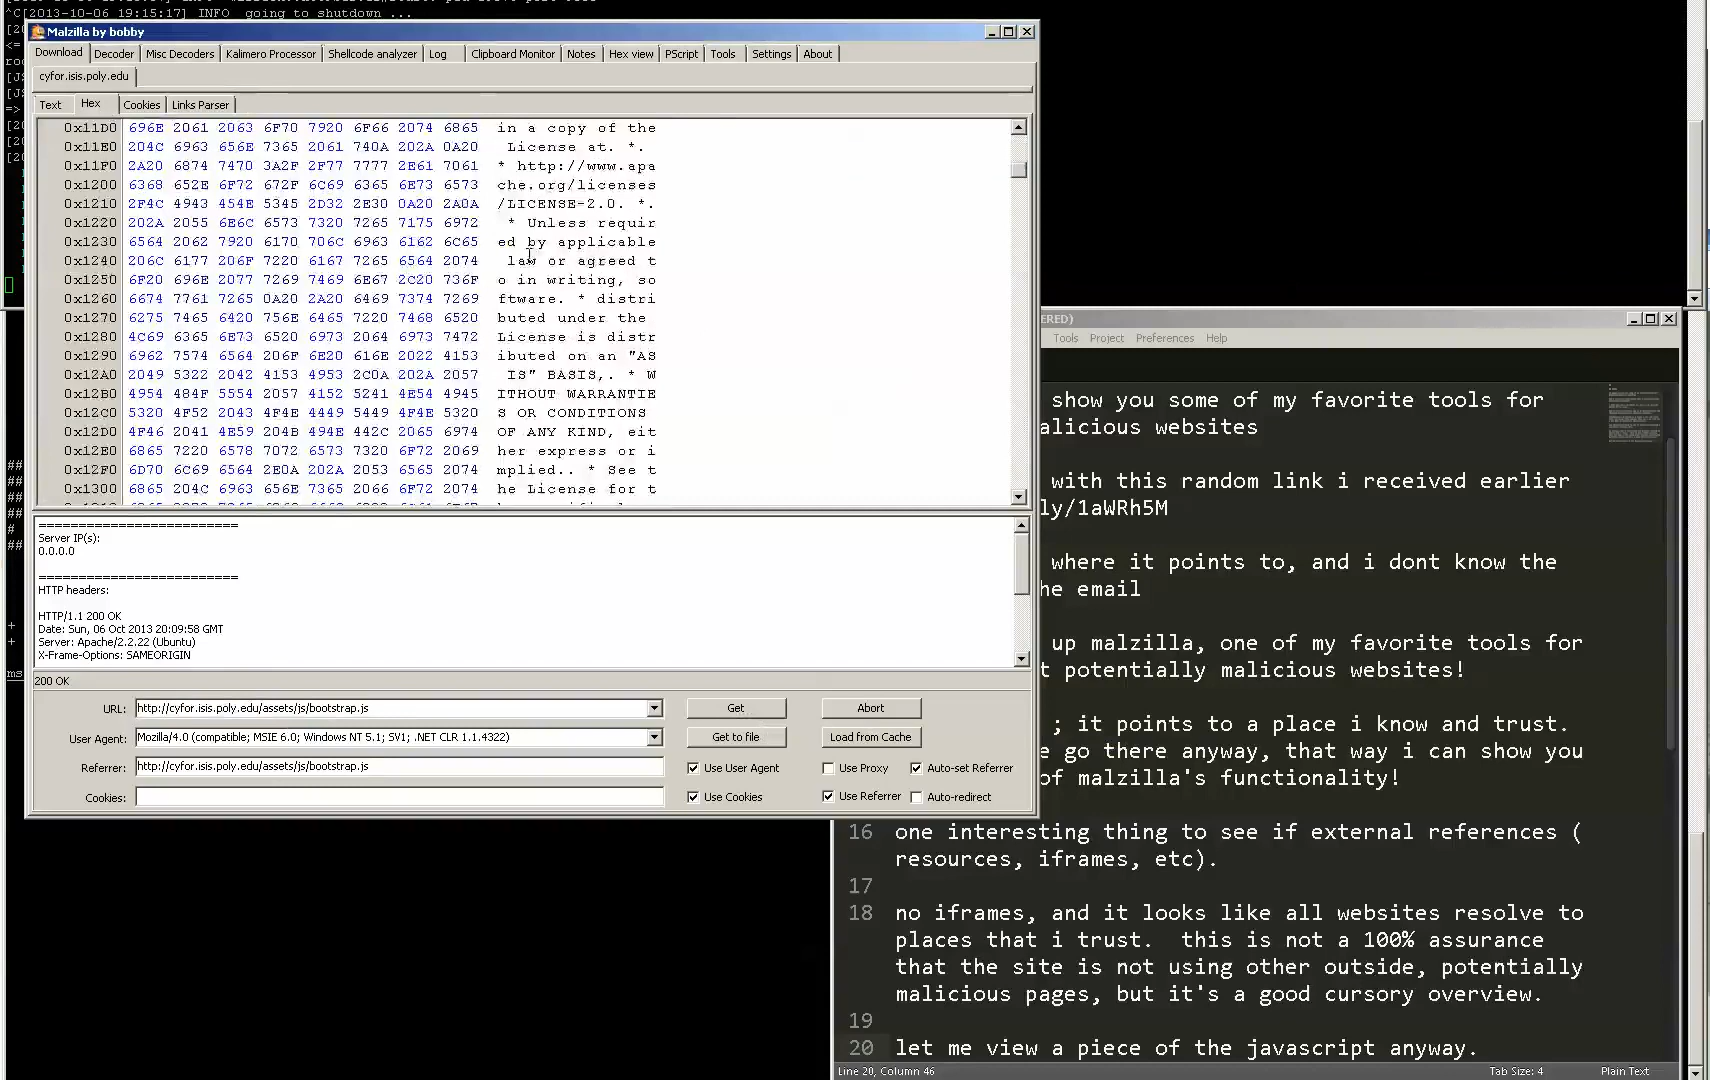 ^C[2013-10-06 19:15:17] INFO  going to shutdown ...
Malzilla by bobby
Download Decoder Misc Decoders Kalimero Processor Shellcode analyzer Log Clipboard Monitor Notes Hex view PScript Tools Settings About
cyfor.isis.poly.edu
Text Hex Cookies Links Parser
0x11D0 696E 2061 2063 6F70 7920 6F66 2074 6865 in a copy of the
0x11E0 204C 6963 656E 7365 2061 740A 202A 0A20 License at. *.
0x11F0 2A20 6874 7470 3A2F 2F77 7777 2E61 7061 * http://www.apa
0x1200 6368 652E 6F72 672F 6C69 6365 6E73 6573 che.org/licenses
0x1210 2F4C 4943 454E 5345 2D32 2E30 0A20 2A0A /LICENSE-2.0. *.
0x1220 202A 2055 6E6C 6573 7320 7265 7175 6972 * Unless requir
0x1230 6564 2062 7920 6170 706C 6963 6162 6C65 ed by applicable
0x1240 206C 6177 206F 7220 6167 7265 6564 2074 law or agreed t
0x1250 6F20 696E 2077 7269 7469 6E67 2C20 736F o in writing, so
0x1260 6674 7761 7265 0A20 2A20 6469 7374 7269 ftware. * distri
0x1270 6275 7465 6420 756E 6465 7220 7468 6520 buted under the
0x1280 4C69 6365 6E73 6520 6973 2064 6973 7472 License is distr
0x1290 6962 7574 6564 206F 6E20 616E 2022 4153 ibuted on an "AS
0x12A0 2049 5322 2042 4153 4953 2C0A 202A 2057 IS" BASIS,. * W
0x12B0 4954 484F 5554 2057 4152 5241 4E54 4945 ITHOUT WARRANTIE
0x12C0 5320 4F52 2043 4F4E 4449 5449 4F4E 5320 S OR CONDITIONS
0x12D0 4F46 2041 4E59 204B 494E 442C 2065 6974 OF ANY KIND, eit
0x12E0 6865 7220 6578 7072 6573 7320 6F72 2069 her express or i
0x12F0 6D70 6C69 6564 2E0A 202A 2053 6565 2074 mplied.. * See t
0x1300 6865 204C 6963 656E 7365 2066 6F72 2074 he License for t
=========================
Server IP(s):
0.0.0.0
=========================
HTTP headers:
HTTP/1.1 200 OK
Date: Sun, 06 Oct 2013 20:09:58 GMT
Server: Apache/2.2.22 (Ubuntu)
X-Frame-Options: SAMEORIGIN
200 OK
URL: http://cyfor.isis.poly.edu/assets/js/bootstrap.js Get Abort
User Agent: Mozilla/4.0 (compatible; MSIE 6.0; Windows NT 5.1; SV1; .NET CLR 1.1.4322) Get to file Load from Cache
Referrer: http://cyfor.isis.poly.edu/assets/js/bootstrap.js Use User Agent Use Proxy Auto-set Referrer
Cookies: Use Cookies Use Referrer Auto-redirect
ERED)
Tools Project Preferences Help
show you some of my favorite tools for
alicious websites
with this random link i received earlier
ly/1aWRh5M
where it points to, and i dont know the
he email
up malzilla, one of my favorite tools for
t potentially malicious websites!
; it points to a place i know and trust.
e go there anyway, that way i can show you
of malzilla's functionality!
16 one interesting thing to see if external references (
resources, iframes, etc).
17
18 no iframes, and it looks like all websites resolve to
places that i trust.  this is not a 100% assurance
that the site is not using other outside, potentially
malicious pages, but it's a good cursory overview.
19
20 let me view a piece of the javascript anyway.
Line 20, Column 46 Tab Size: 4 Plain Text